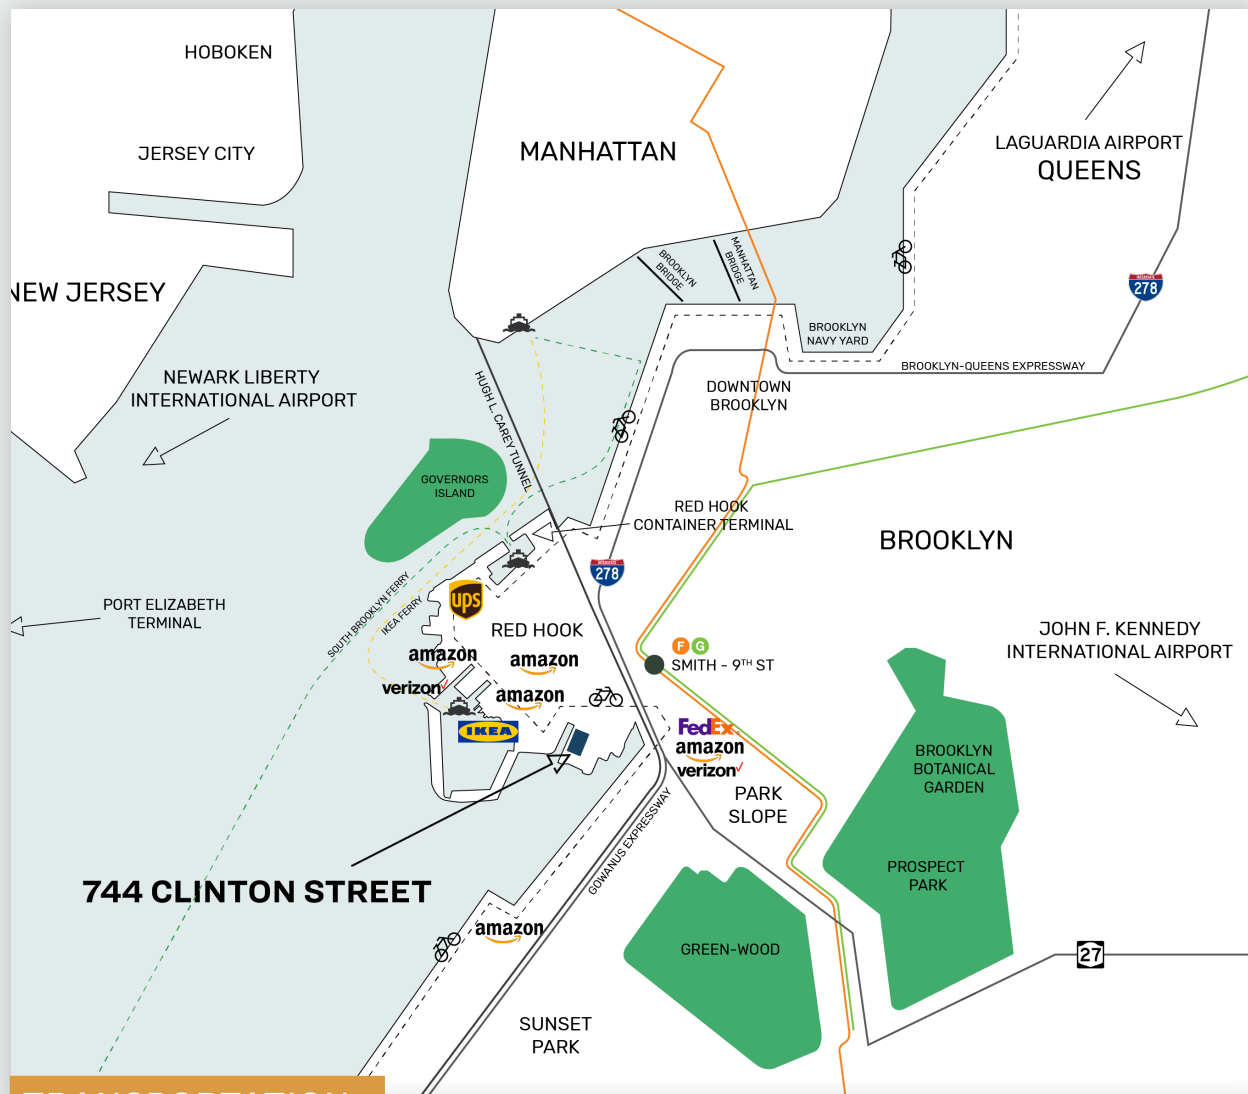 HOBOKEN
MANHATTAN
LAGUARDIA AIRPORT
QUEENS
JERSEY CITY
NEW JERSEY
BROOKLYN
BRIDGE
MANHATTAN
BRIDGE
278
BROOKLYN
NAVY YARD
BROOKLYN-QUEENS EXPRESSWAY
NEWARK LIBERTY
INTERNATIONAL AIRPORT
HUGH L. CAREY TUNNEL
DOWNTOWN
BROOKLYN
GOVERNORS
ISLAND
RED HOOK
CONTAINER TERMINAL
BROOKLYN
278
PORT ELIZABETH
TERMINAL
SOUTH BROOKLYN FERRY
IKEA FERRY
ups
RED HOOK
JOHN F. KENNEDY
INTERNATIONAL AIRPORT
F G
SMITH - 9TH ST
amazon
amazon
verizon
amazon
IKEA
FedEx
amazon
verizon
BROOKLYN
BOTANICAL
GARDEN
PARK
SLOPE
GOWANUS EXPRESSWAY
744 CLINTON STREET
PROSPECT
PARK
amazon
GREEN-WOOD
27
SUNSET
PARK
TRANSPORTATION